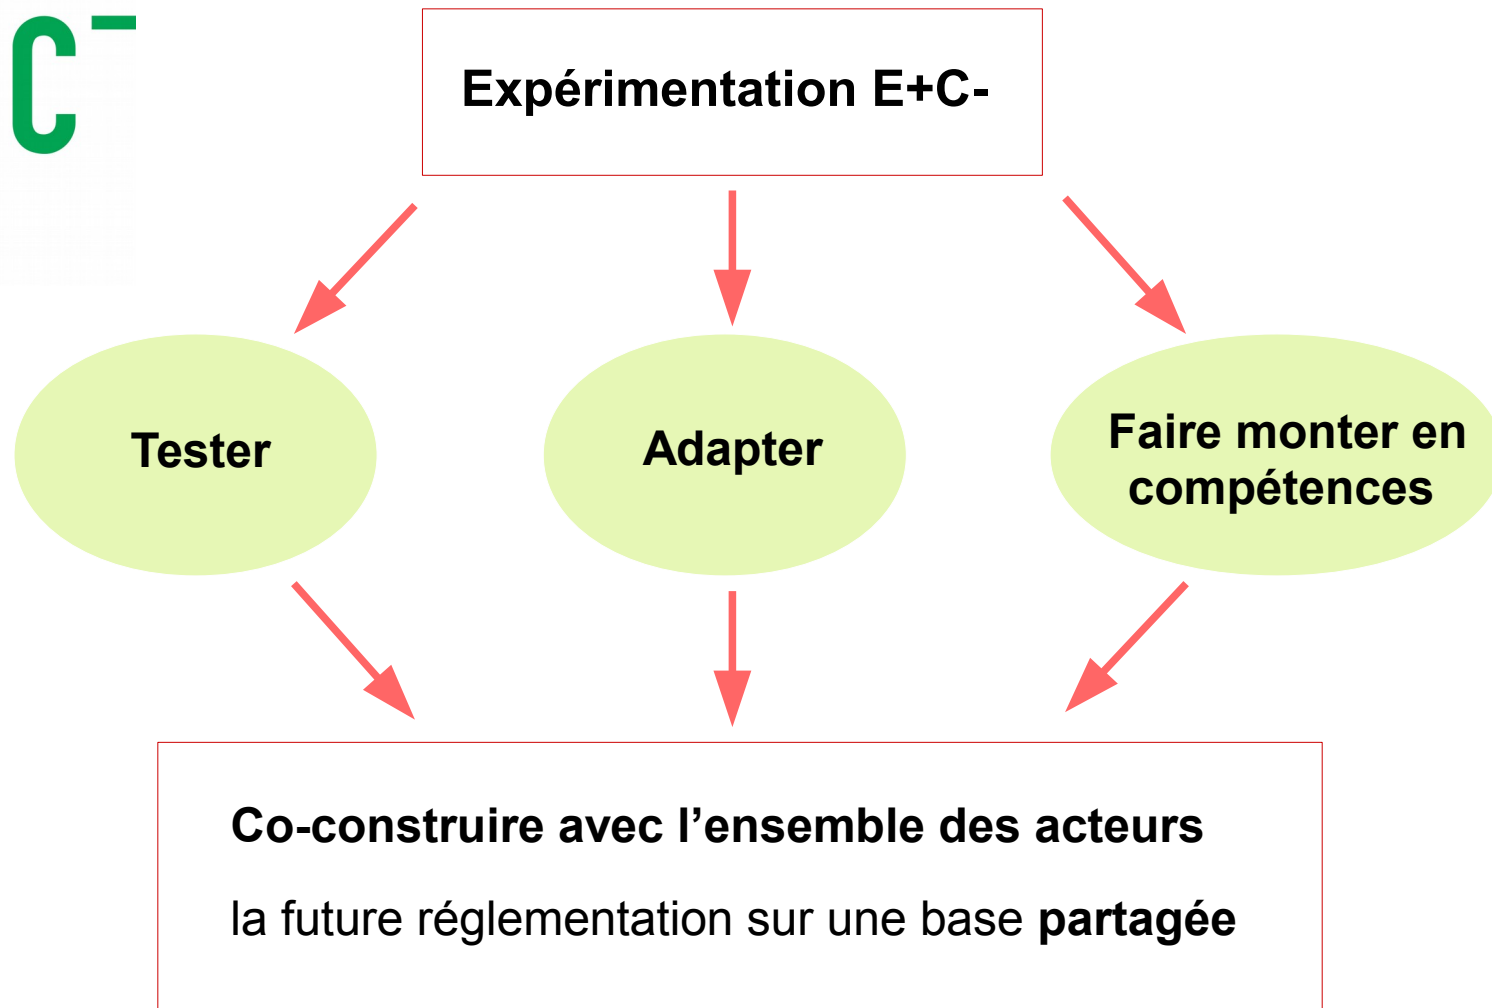 C-
Expérimentation E+C-
Tester
Adapter
Faire monter en
compétences
Co-construire avec l’ensemble des acteurs
la future réglementation sur une base partagée